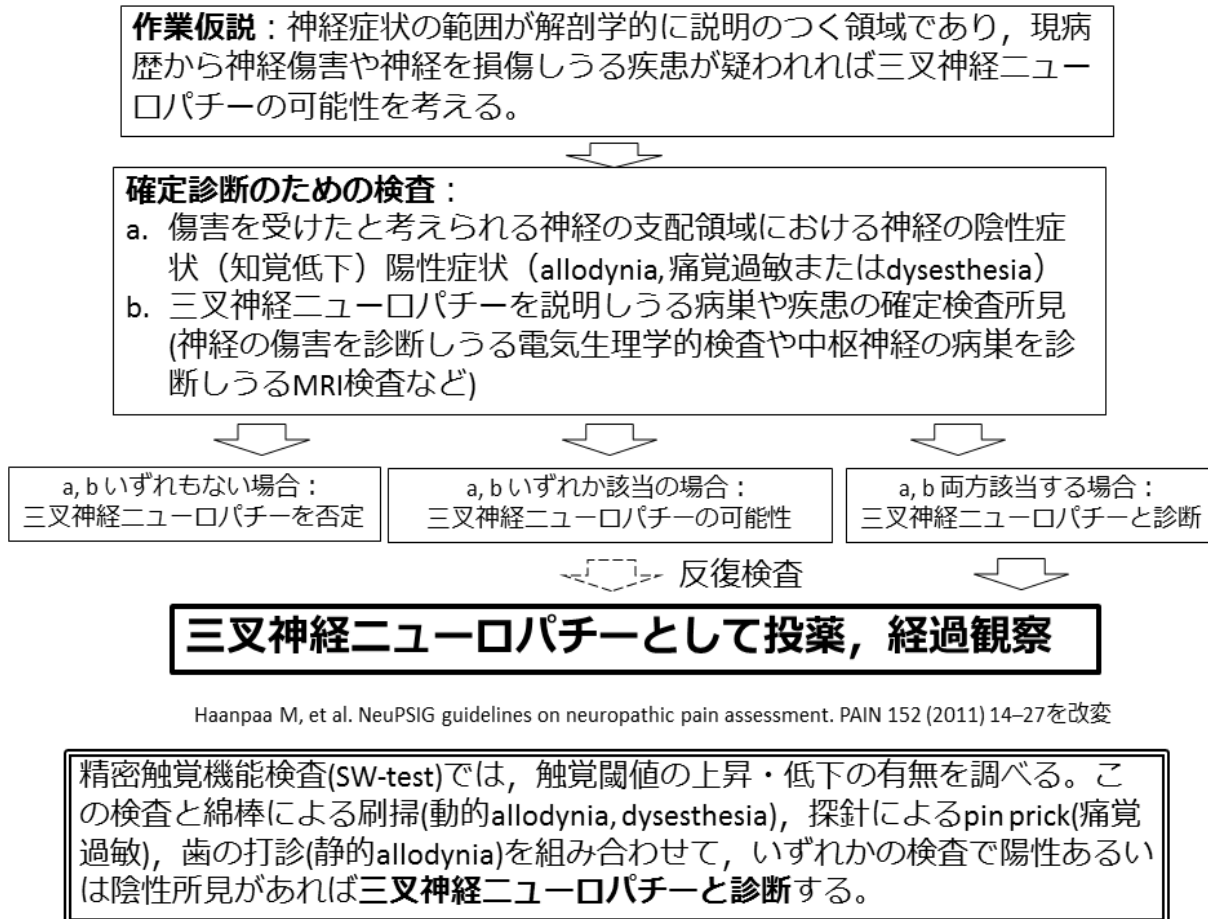 作業仮説：神経症状の範囲が解剖学的に説明のつく領域であり，現病
歴から神経傷害や神経を損傷しうる疾患が疑われれば三叉神経ニュー
ロパチーの可能性を考える。
確定診断のための検査：
a. 傷害を受けたと考えられる神経の支配領域における神経の陰性症
状（知覚低下）陽性症状（allodynia, 痛覚過敏またはdysesthesia）
b. 三叉神経ニューロパチーを説明しうる病巣や疾患の確定検査所見
(神経の傷害を診断しうる電気生理学的検査や中枢神経の病巣を診
断しうるMRI検査など)
a, b いずれもない場合：
三叉神経ニューロパチーを否定
a, b いずれか該当の場合：
三叉神経ニューロパチーの可能性
a, b 両方該当する場合：
三叉神経ニューロパチーと診断
反復検査
三叉神経ニューロパチーとして投薬，経過観察
Haanpaa M, et al. NeuPSIG guidelines on neuropathic pain assessment. PAIN 152 (2011) 14–27を改変
精密触覚機能検査(SW-test)では，触覚閾値の上昇・低下の有無を調べる。こ
の検査と綿棒による刷掃(動的allodynia, dysesthesia)，探針によるpin prick(痛覚
過敏)，歯の打診(静的allodynia)を組み合わせて，いずれかの検査で陽性あるい
は陰性所見があれば三叉神経ニューロパチーと診断する。